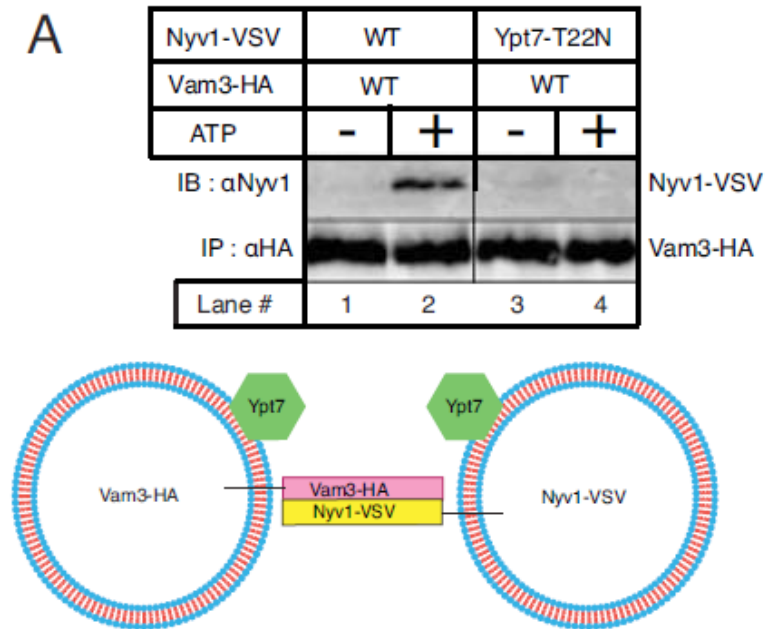 A
Nyv1-VSV WT Ypt7-T22N
Vam3-HA WT WT
ATP - + - +
IB : αNyv1 Nyv1-VSV
IP : αHA Vam3-HA
Lane # 1 2 3 4
Ypt7 Ypt7
Vam3-HA Vam3-HA Nyv1-VSV
Nyv1-VSV